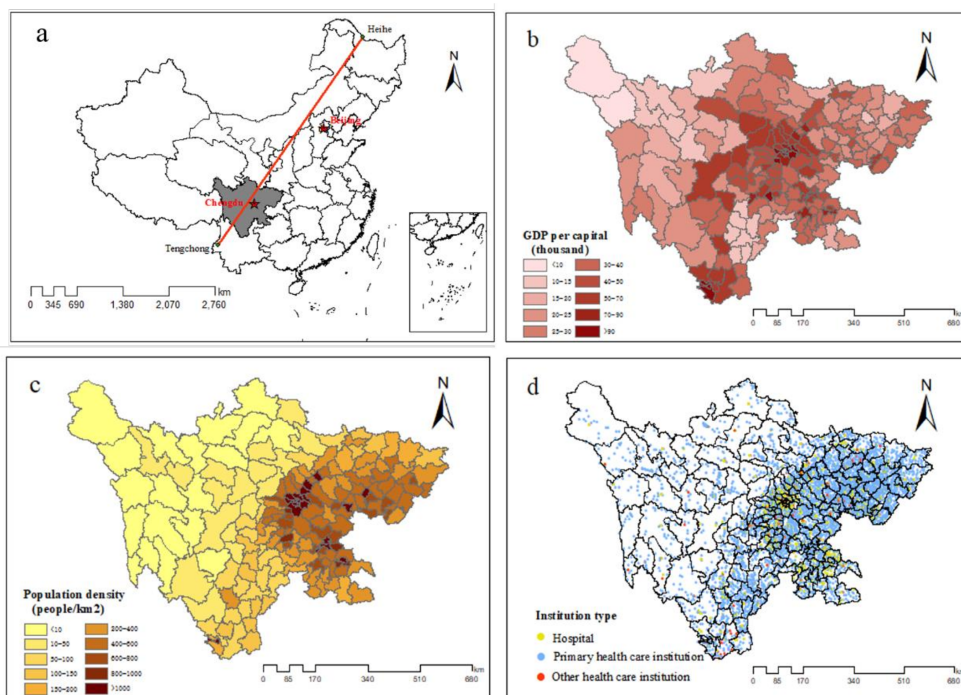 a
Heihe
N
Beijing
Chengdu
Tengchong
0 345 690 1,380 2,070 2,760
km
b
N
GDP per capital
(thousand)
<10 30-40
10-15 40-50
15-20 50-70
20-25 70-90
25-30 >90
0 85 170 340 510 680
km
c
N
Population density
(people/km2)
<10 200-400
10-50 400-600
50-100 600-800
100-150 800-1000
150-200 >1000
0 85 170 340 510 680
km
d
N
Institution type
Hospital
Primary health care institution
Other health care institution
0 85 170 340 510 680
km